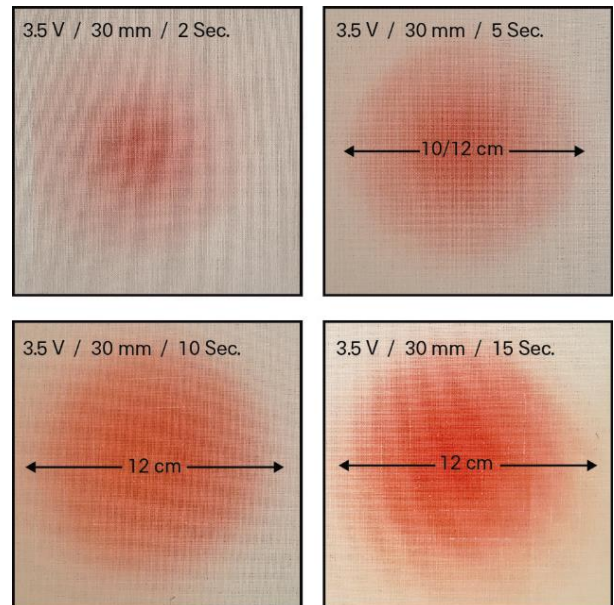 3.5 V / 30 mm / 2 Sec.
3.5 V / 30 mm / 5 Sec.
10/12 cm
3.5 V / 30 mm / 10 Sec.
12 cm
3.5 V / 30 mm / 15 Sec.
12 cm